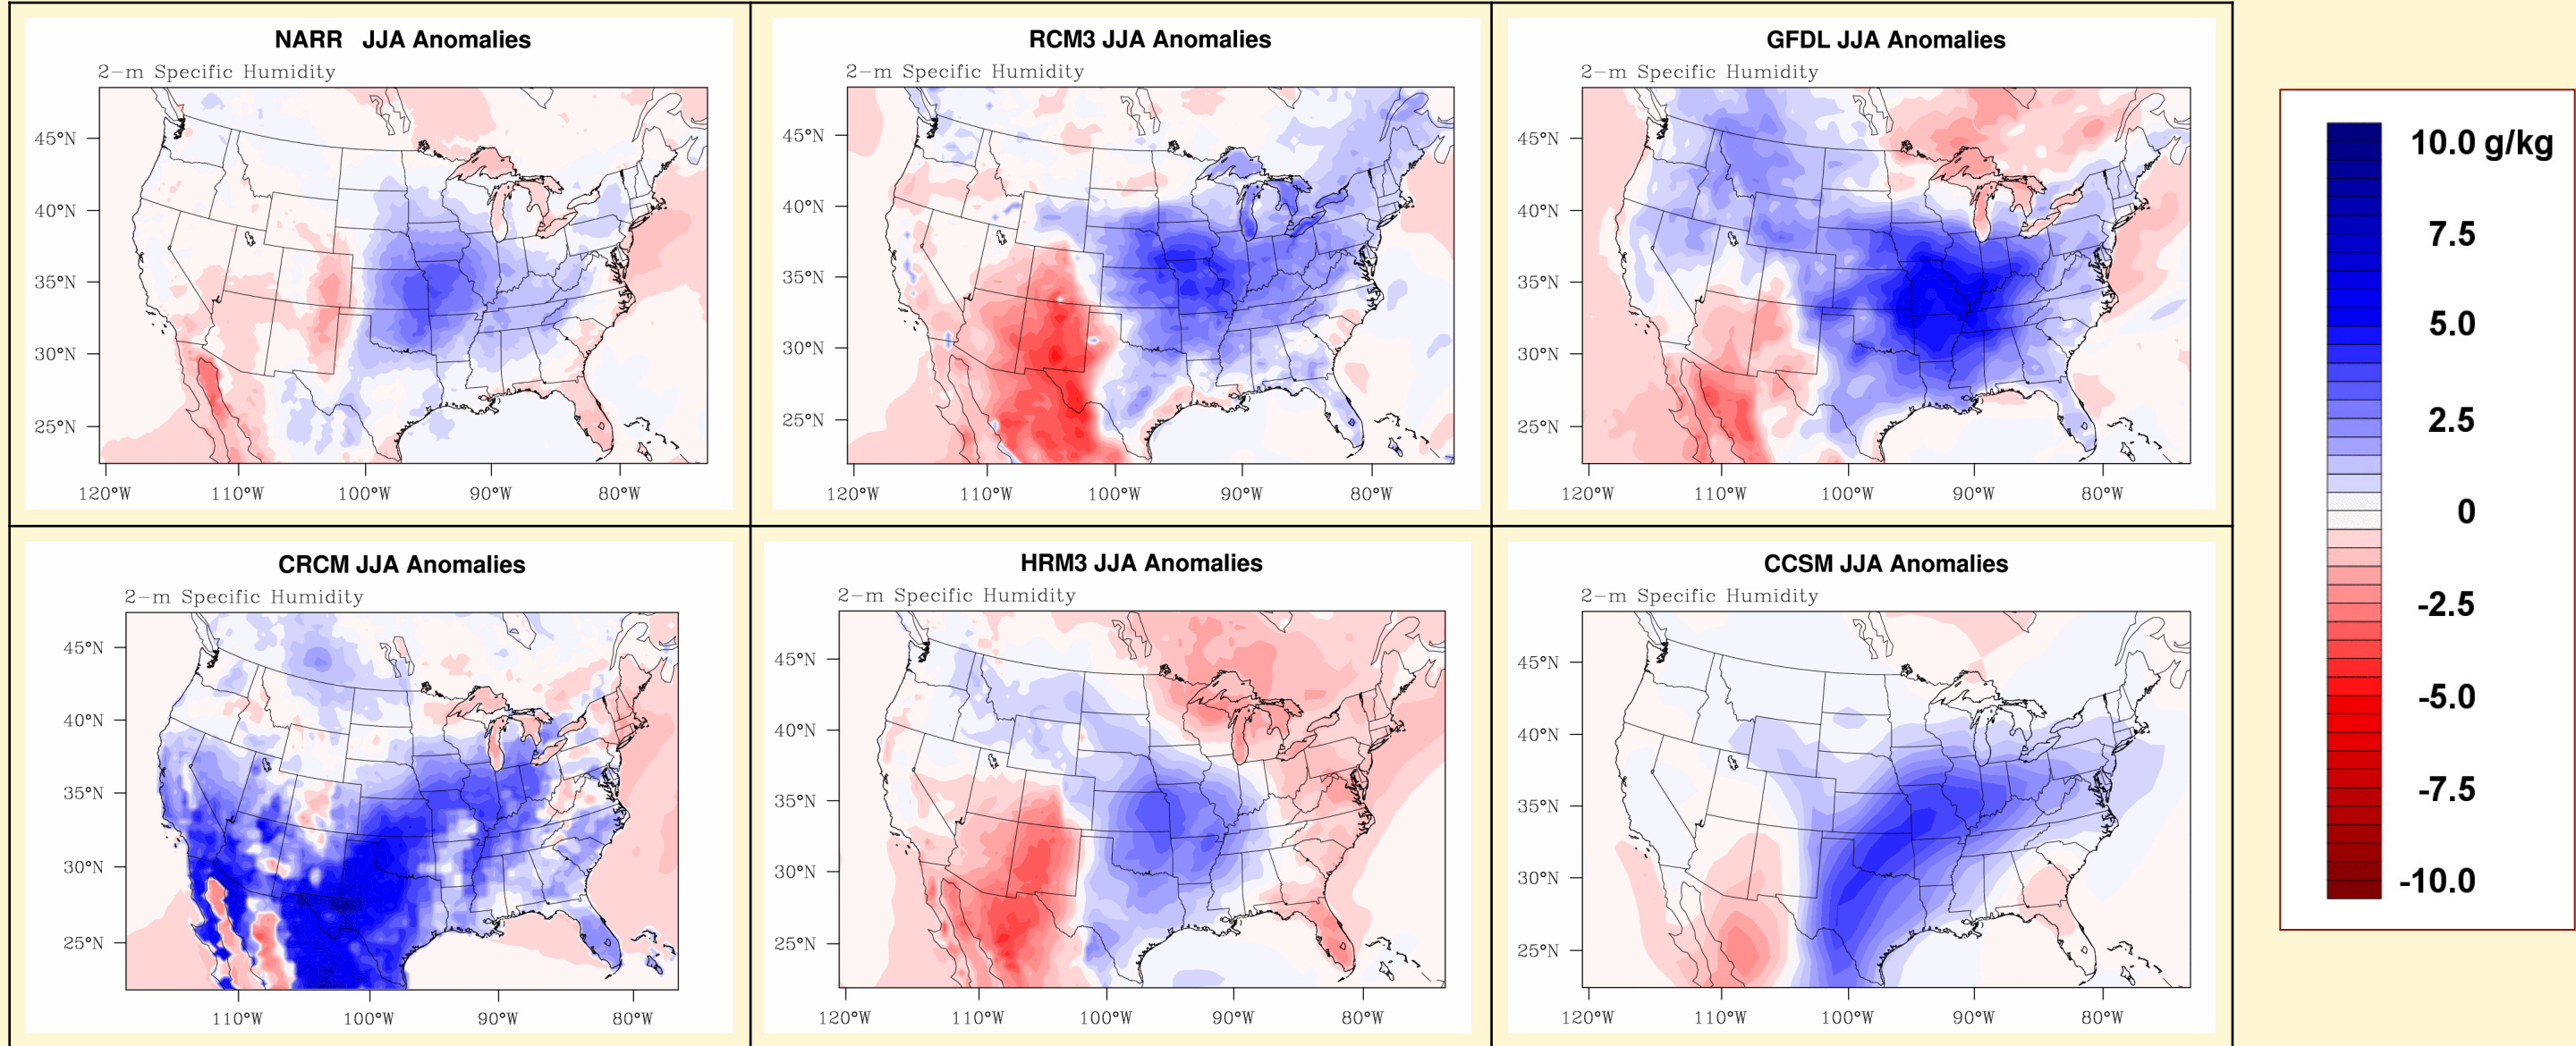 NARR JJA Anomalies
2-m Specific Humidity
45°N
40°N
35°N
30°N
25°N
120°W 110°W 100°W 90°W 80°W
RCM3 JJA Anomalies
2-m Specific Humidity
45°N
40°N
35°N
30°N
25°N
120°W 110°W 100°W 90°W 80°W
GFDL JJA Anomalies
2-m Specific Humidity
45°N
40°N
35°N
30°N
25°N
120°W 110°W 100°W 90°W 80°W
CRCM JJA Anomalies
2-m Specific Humidity
45°N
40°N
35°N
30°N
25°N
110°W 100°W 90°W 80°W
HRM3 JJA Anomalies
2-m Specific Humidity
45°N
40°N
35°N
30°N
25°N
120°W 110°W 100°W 90°W 80°W
CCSM JJA Anomalies
2-m Specific Humidity
45°N
40°N
35°N
30°N
25°N
120°W 110°W 100°W 90°W 80°W
10.0 g/kg
7.5
5.0
2.5
0
-2.5
-5.0
-7.5
-10.0